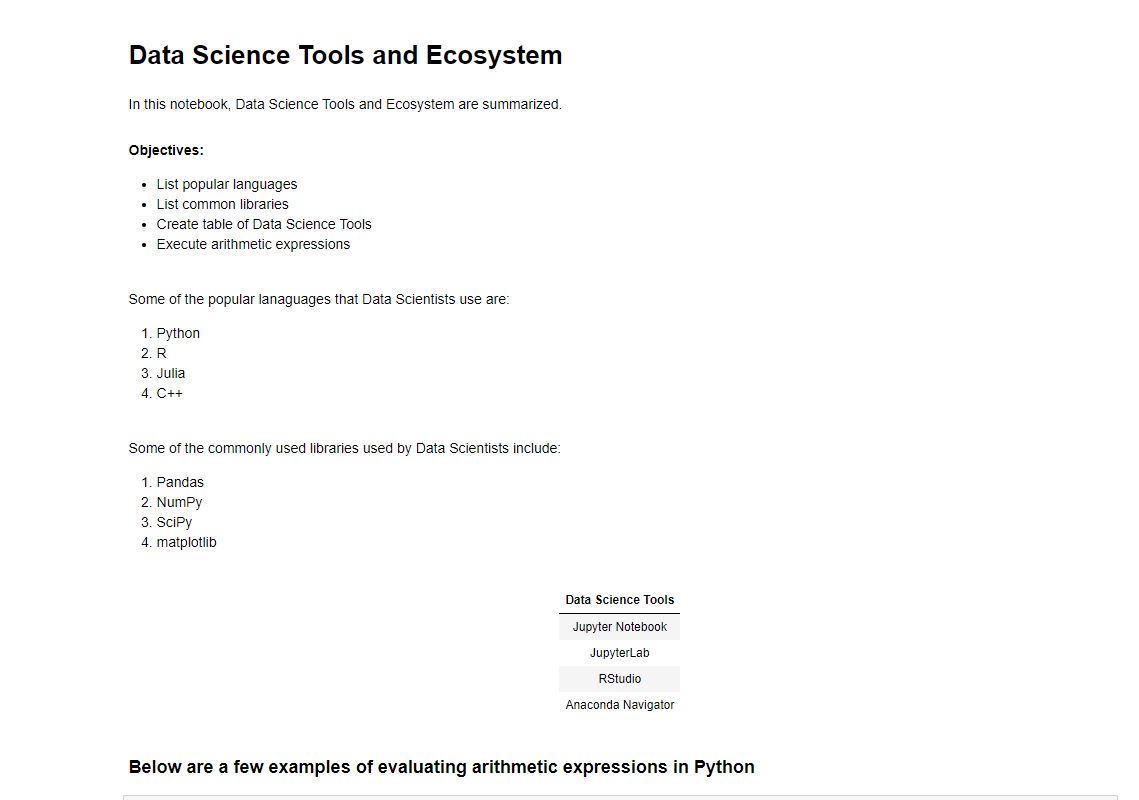 Data Science Tools and Ecosystem
In this notebook, Data Science Tools and Ecosystem are summarized.
Objectives:
• List popular languages
• List common libraries
• Create table of Data Science Tools
• Execute arithmetic expressions
Some of the popular lanaguages that Data Scientists use are:
1. Python
2. R
3. Julia
4. C++
Some of the commonly used libraries used by Data Scientists include:
1. Pandas
2. NumPy
3. SciPy
4. matplotlib
Data Science Tools
Jupyter Notebook
JupyterLab
RStudio
Anaconda Navigator
Below are a few examples of evaluating arithmetic expressions in Python